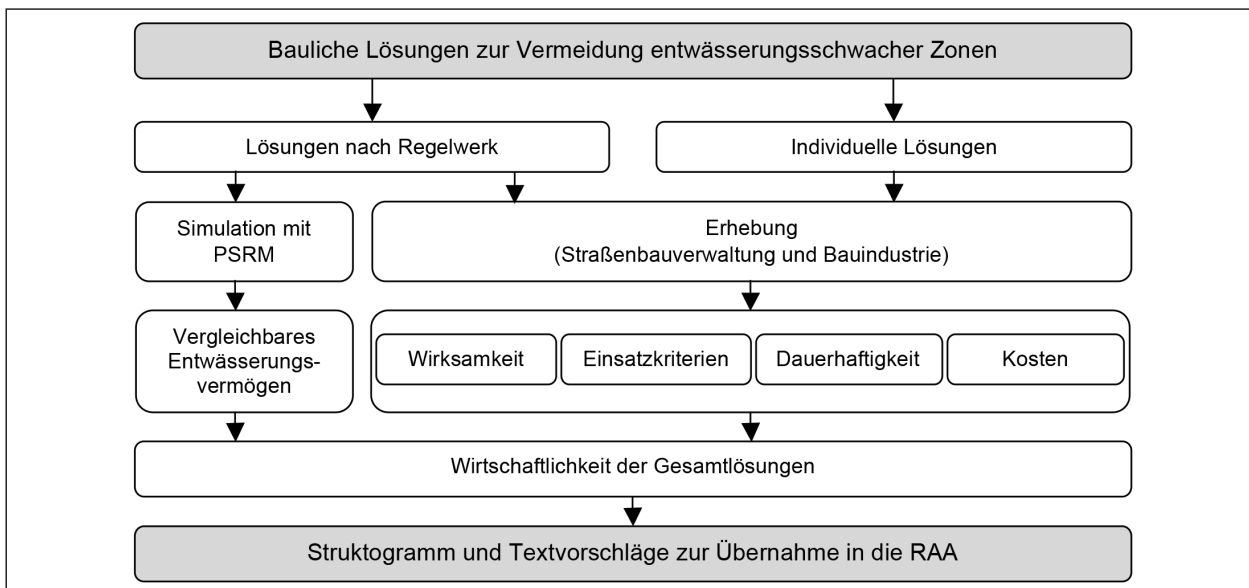 Bauliche Lösungen zur Vermeidung entwässerungsschwacher Zonen
Lösungen nach Regelwerk
Individuelle Lösungen
Simulation mit
PSRM
Erhebung
(Straßenbauverwaltung und Bauindustrie)
Vergleichbares
Entwässerungs-
vermögen
Wirksamkeit
Einsatzkriterien
Dauerhaftigkeit
Kosten
Wirtschaftlichkeit der Gesamtlösungen
Struktogramm und Textvorschläge zur Übernahme in die RAA